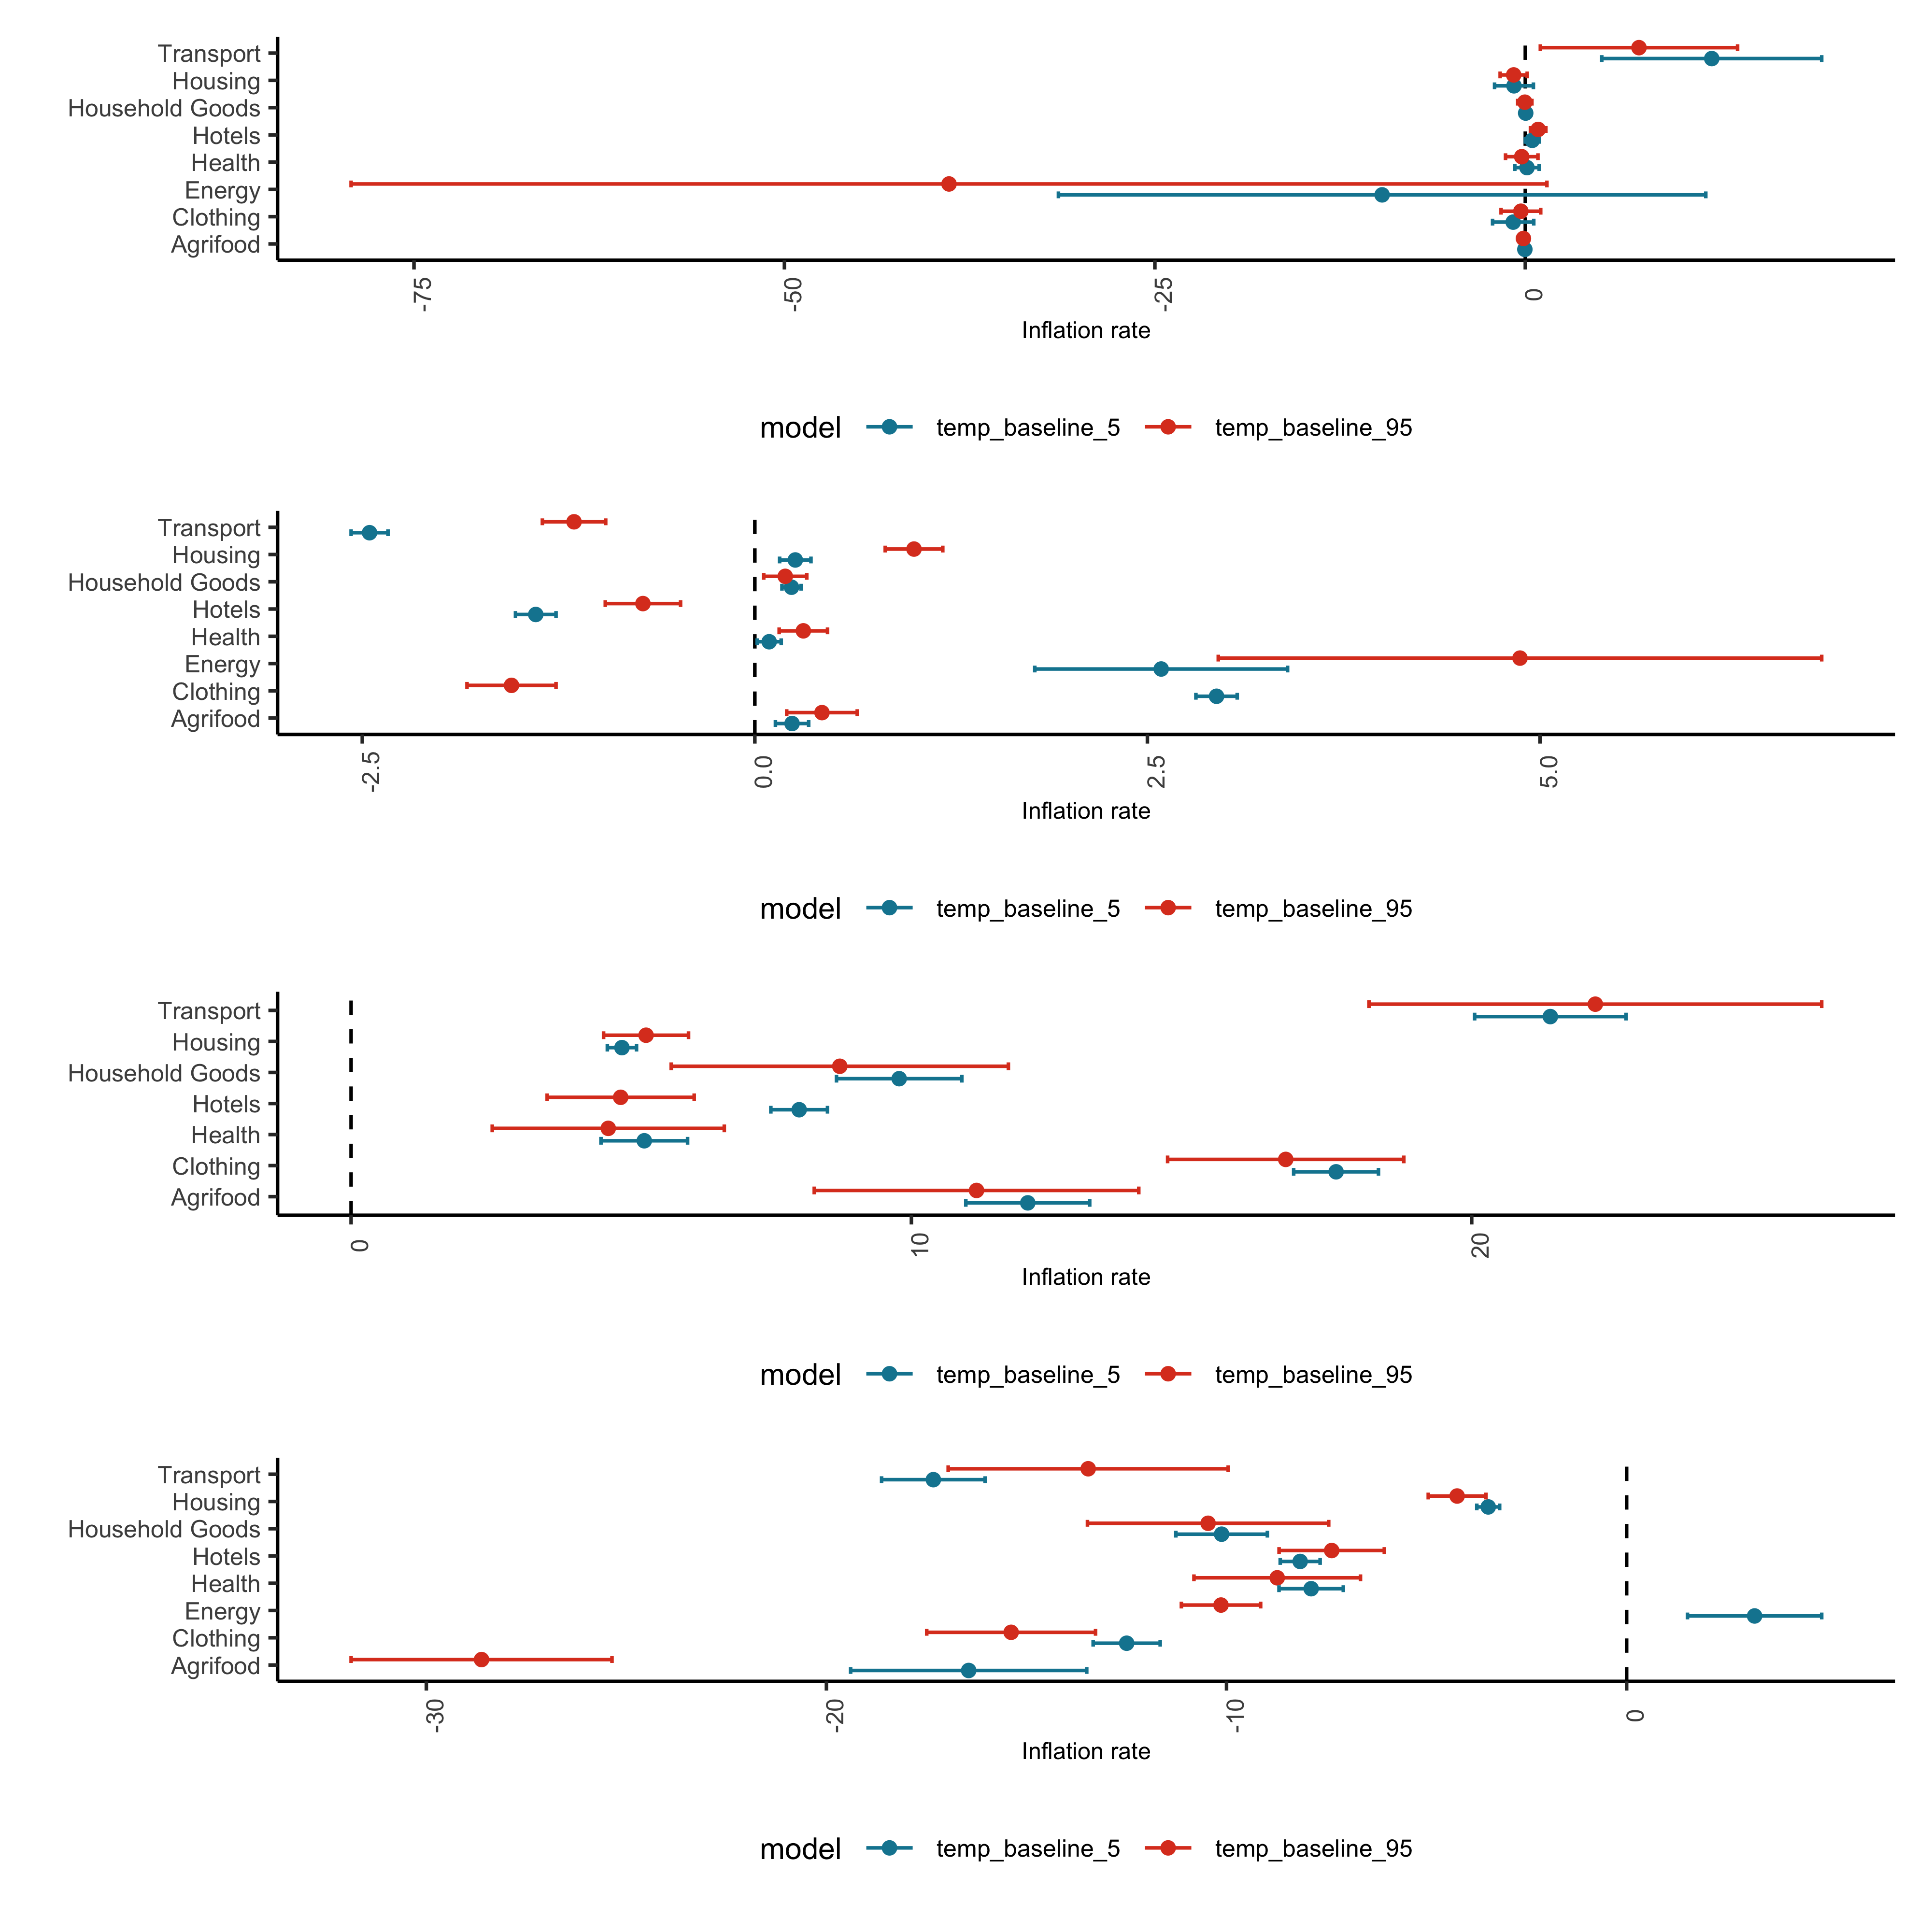 Transport
Housing
Household Goods
Hotels
Health
Energy
Clothing
Agrifood
-75 -50 -25 0
Inflation rate
model temp_baseline_5 temp_baseline_95
Transport
Housing
Household Goods
Hotels
Health
Energy
Clothing
Agrifood
-2.5 0.0 2.5 5.0
Inflation rate
model temp_baseline_5 temp_baseline_95
Transport
Housing
Household Goods
Hotels
Health
Clothing
Agrifood
0 10 20
Inflation rate
model temp_baseline_5 temp_baseline_95
Transport
Housing
Household Goods
Hotels
Health
Energy
Clothing
Agrifood
-30 -20 -10 0
Inflation rate
model temp_baseline_5 temp_baseline_95